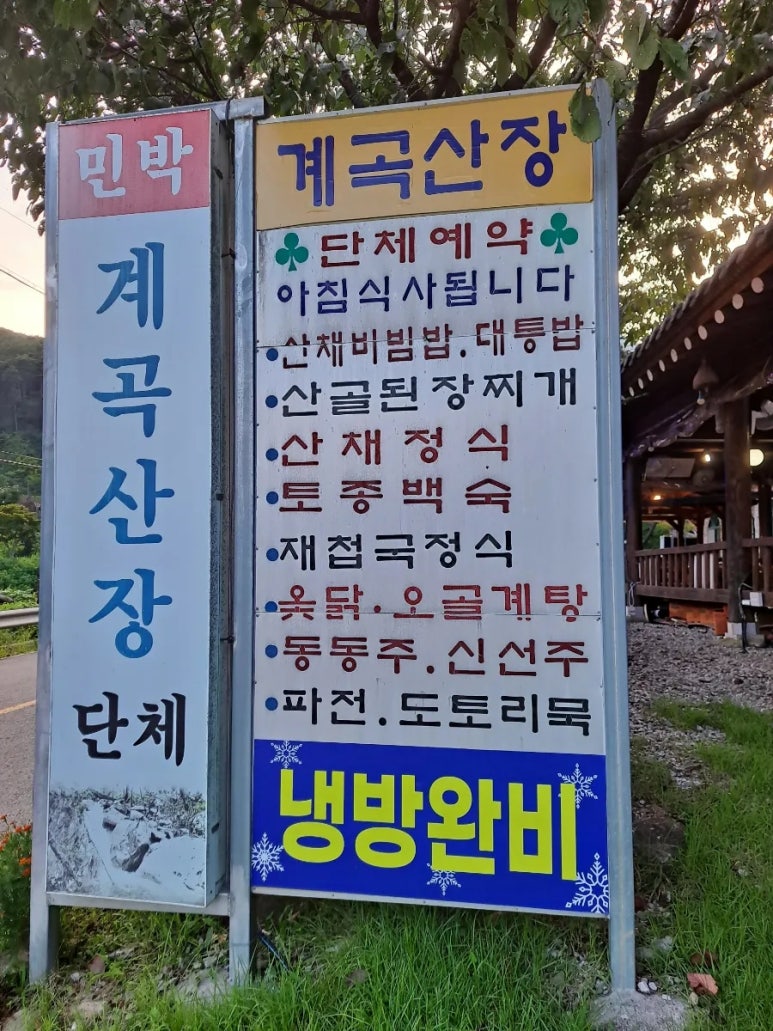 민박
계곡산장
단체
계곡산장
단체예약
아침식사됩니다
산채비빔밥.대통밥
산골된장찌개
산채정식
토종백숙
재첩국정식
옻닭.오골계탕
동동주.신선주
파전.도토리묵
냉방완비